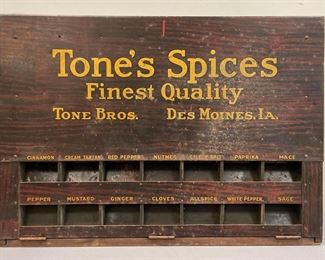 Tone's Spices
Finest Quality
Tone Bros. Des Moines, Ia.
CINNAMON CREAM TARTAR RED PEPPER NUTMEG PAPRIKA MACE
PEPPER MUSTARD GINGER CLOVES ALLSPICE WHITE PEPPER SAGE